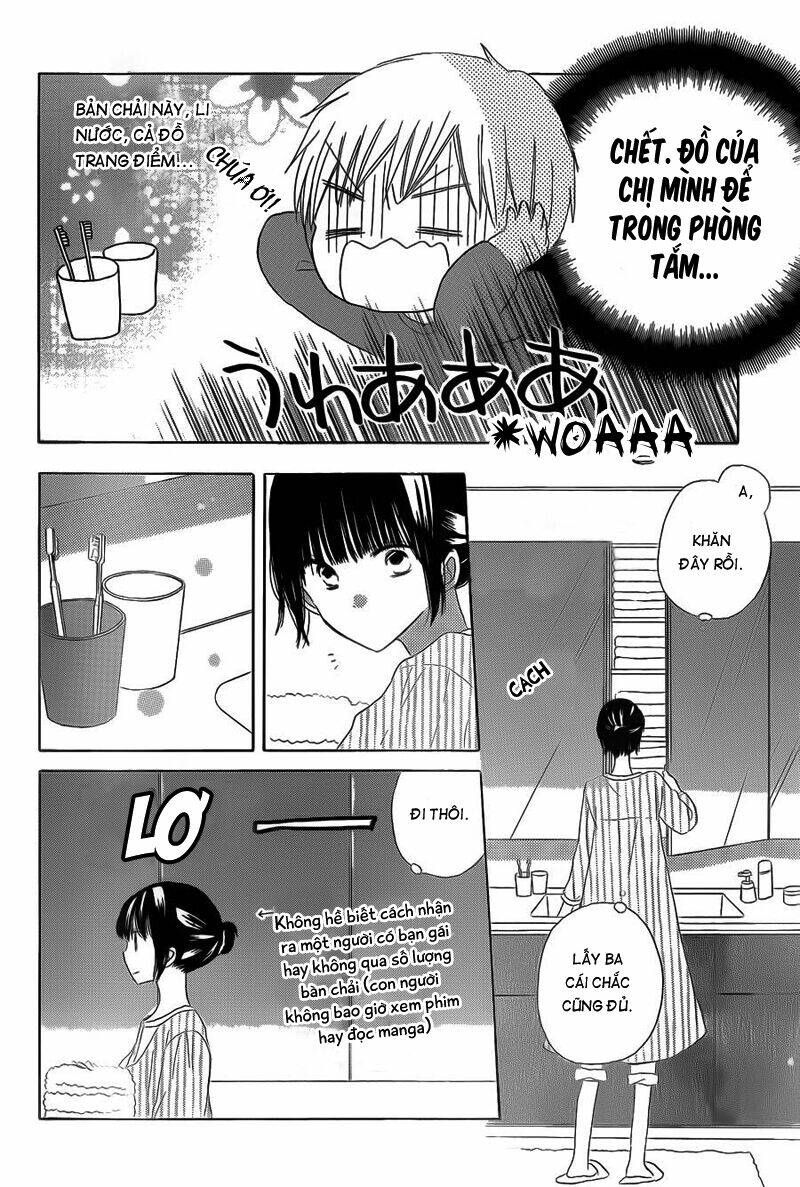 CHẾT. ĐỒ CỦA
CHỊ MÌNH ĐỂ
TRONG PHÒNG
TẮM...
BẢN CHẢI NÀY, LI
NƯỚC, CẢ ĐỒ
TRANG ĐIỂM!...
CHÚA ƠI!!
うわあああ
*WOAAA
A,
KHĂN
ĐÂY RỒI.
CẠCH
LẤY BA
CÁI CHẮC
CŨNG ĐỦ.
LƠ
ĐI THÔI.
←Không hề biết cách nhận
ra một người có bạn gái
hay không qua số lượng
bàn chải (con người
không bao giờ xem phim
hay đọc manga)